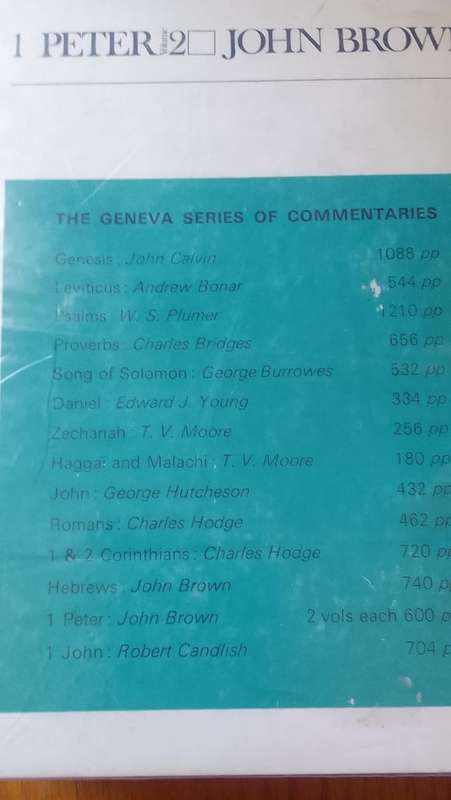 1 PETER Volume 2 □ JOHN BROWN
THE GENEVA SERIES OF COMMENTARIES
Genesis : John Calvin 1088 pp
Leviticus : Andrew Bonar 544 pp
Psalms : W. S. Plumer 1210 pp
Proverbs : Charles Bridges 656 pp
Song of Solomon : George Burrowes 532 pp
Daniel : Edward J. Young 334 pp
Zechariah : T. V. Moore 256 pp
Haggai and Malachi : T. V. Moore 180 pp
John : George Hutcheson 432 pp
Romans : Charles Hodge 462 pp
1 & 2 Corinthians : Charles Hodge 720 pp
Hebrews : John Brown 740 pp
1 Peter : John Brown 2 vols each 600 p
1 John : Robert Candlish 704 p